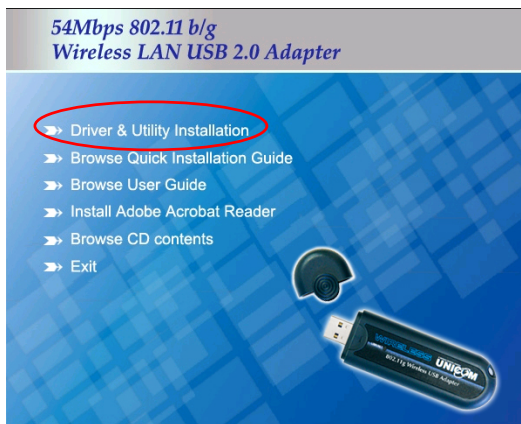 54Mbps 802.11 b/g
Wireless LAN USB 2.0 Adapter
Driver & Utility Installation
Browse Quick Installation Guide
Browse User Guide
Install Adobe Acrobat Reader
Browse CD contents
Exit
WIRELESS
UNICOM
802.11g Wireless USB Adapter